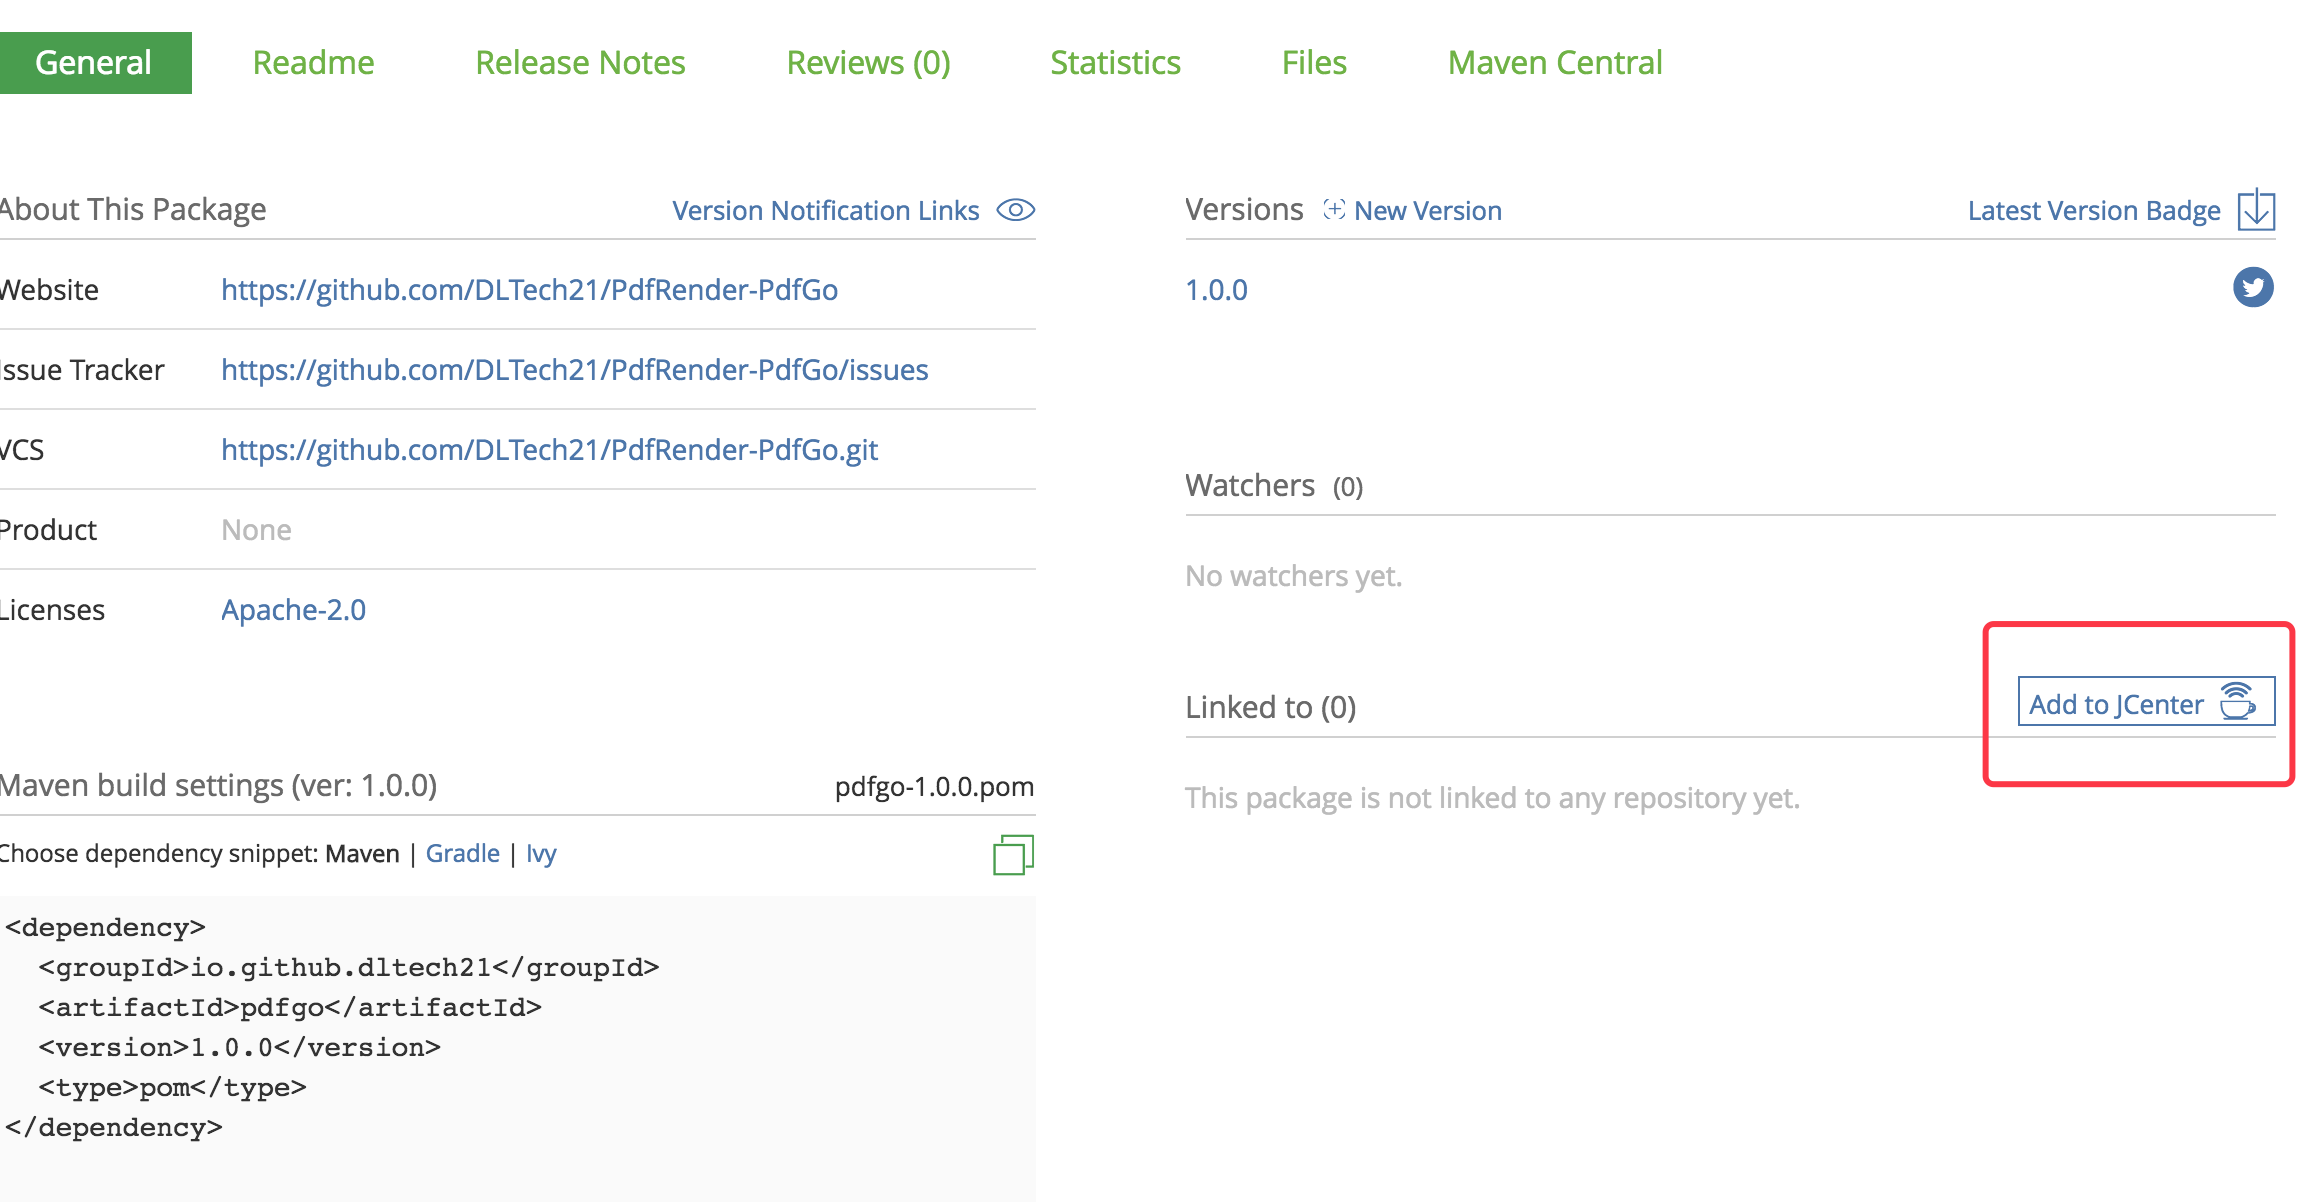 General Readme Release Notes Reviews (0) Statistics Files Maven Central
About This Package Version Notification Links
Website https://github.com/DLTech21/PdfRender-PdfGo
Issue Tracker https://github.com/DLTech21/PdfRender-PdfGo/issues
VCS https://github.com/DLTech21/PdfRender-PdfGo.git
Product None
Licenses Apache-2.0
Maven build settings (ver: 1.0.0) pdfgo-1.0.0.pom
Choose dependency snippet: Maven | Gradle | Ivy
<dependency>
  <groupId>io.github.dltech21</groupId>
  <artifactId>pdfgo</artifactId>
  <version>1.0.0</version>
  <type>pom</type>
</dependency>
Versions New Version Latest Version Badge
1.0.0
Watchers (0)
No watchers yet.
Linked to (0) Add to JCenter
This package is not linked to any repository yet.